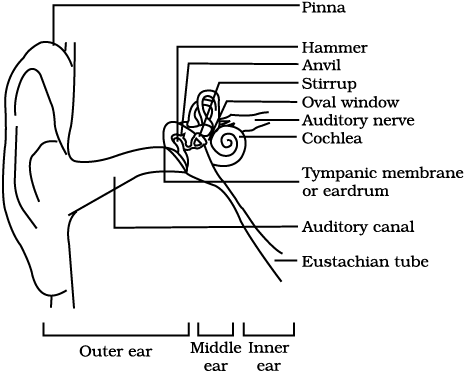 Pinna
Hammer
Anvil
Stirrup
Oval window
Auditory nerve
Cochlea
Tympanic membrane
or eardrum
Auditory canal
Eustachian tube
Outer ear
Middle
ear
Inner
ear